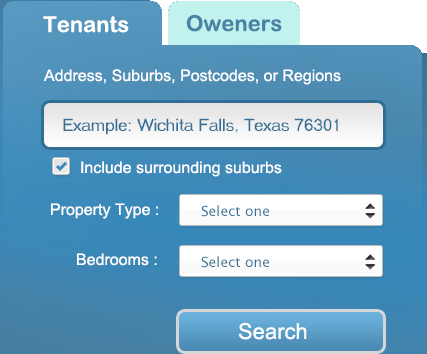 Tenants
Oweners
Address, Suburbs, Postcodes, or Regions
Example: Wichita Falls, Texas 76301
Include surrounding suburbs
Property Type : Select one
Bedrooms : Select one
Search